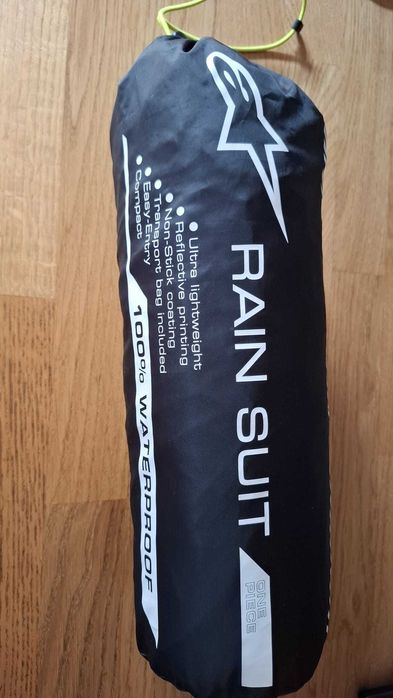 RAIN SUIT
ONE
PIECE
• Ultra lightweight
• Reflective printing
• Non-Stick coating
• Transport bag included
• Easy-Entry
• Compact
100% WATERPROOF